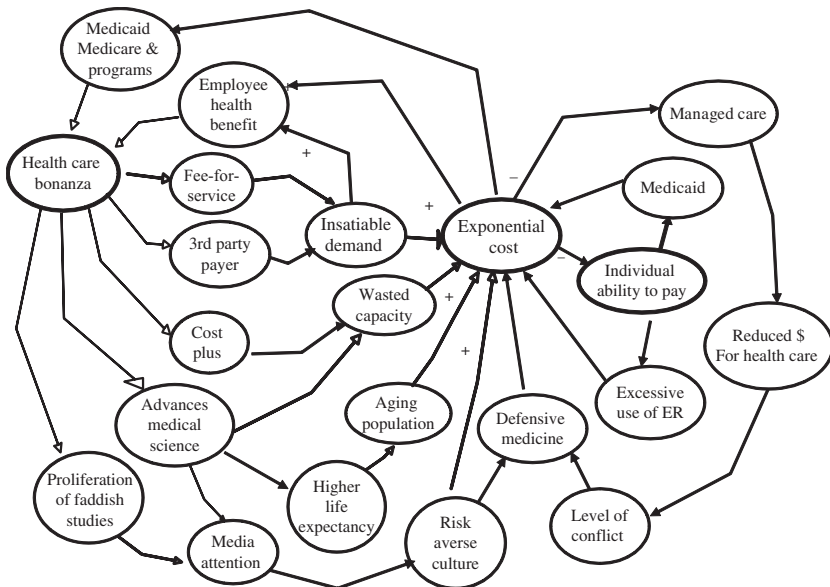 Medicaid
Medicare &
programs
Employee
health
benefit
+
Managed care
Health care
bonanza
Fee-for-
service
+
–
Medicaid
3rd party
payer
Insatiable
demand
+
Exponential
cost
–
Individual
ability to pay
Wasted
capacity
+
Cost
plus
+
Reduced $
For health care
Advances
medical
science
Aging
population
Defensive
medicine
Excessive
use of ER
Proliferation
of faddish
studies
Higher
life
expectancy
Risk
averse
culture
Level of
conflict
Media
attention